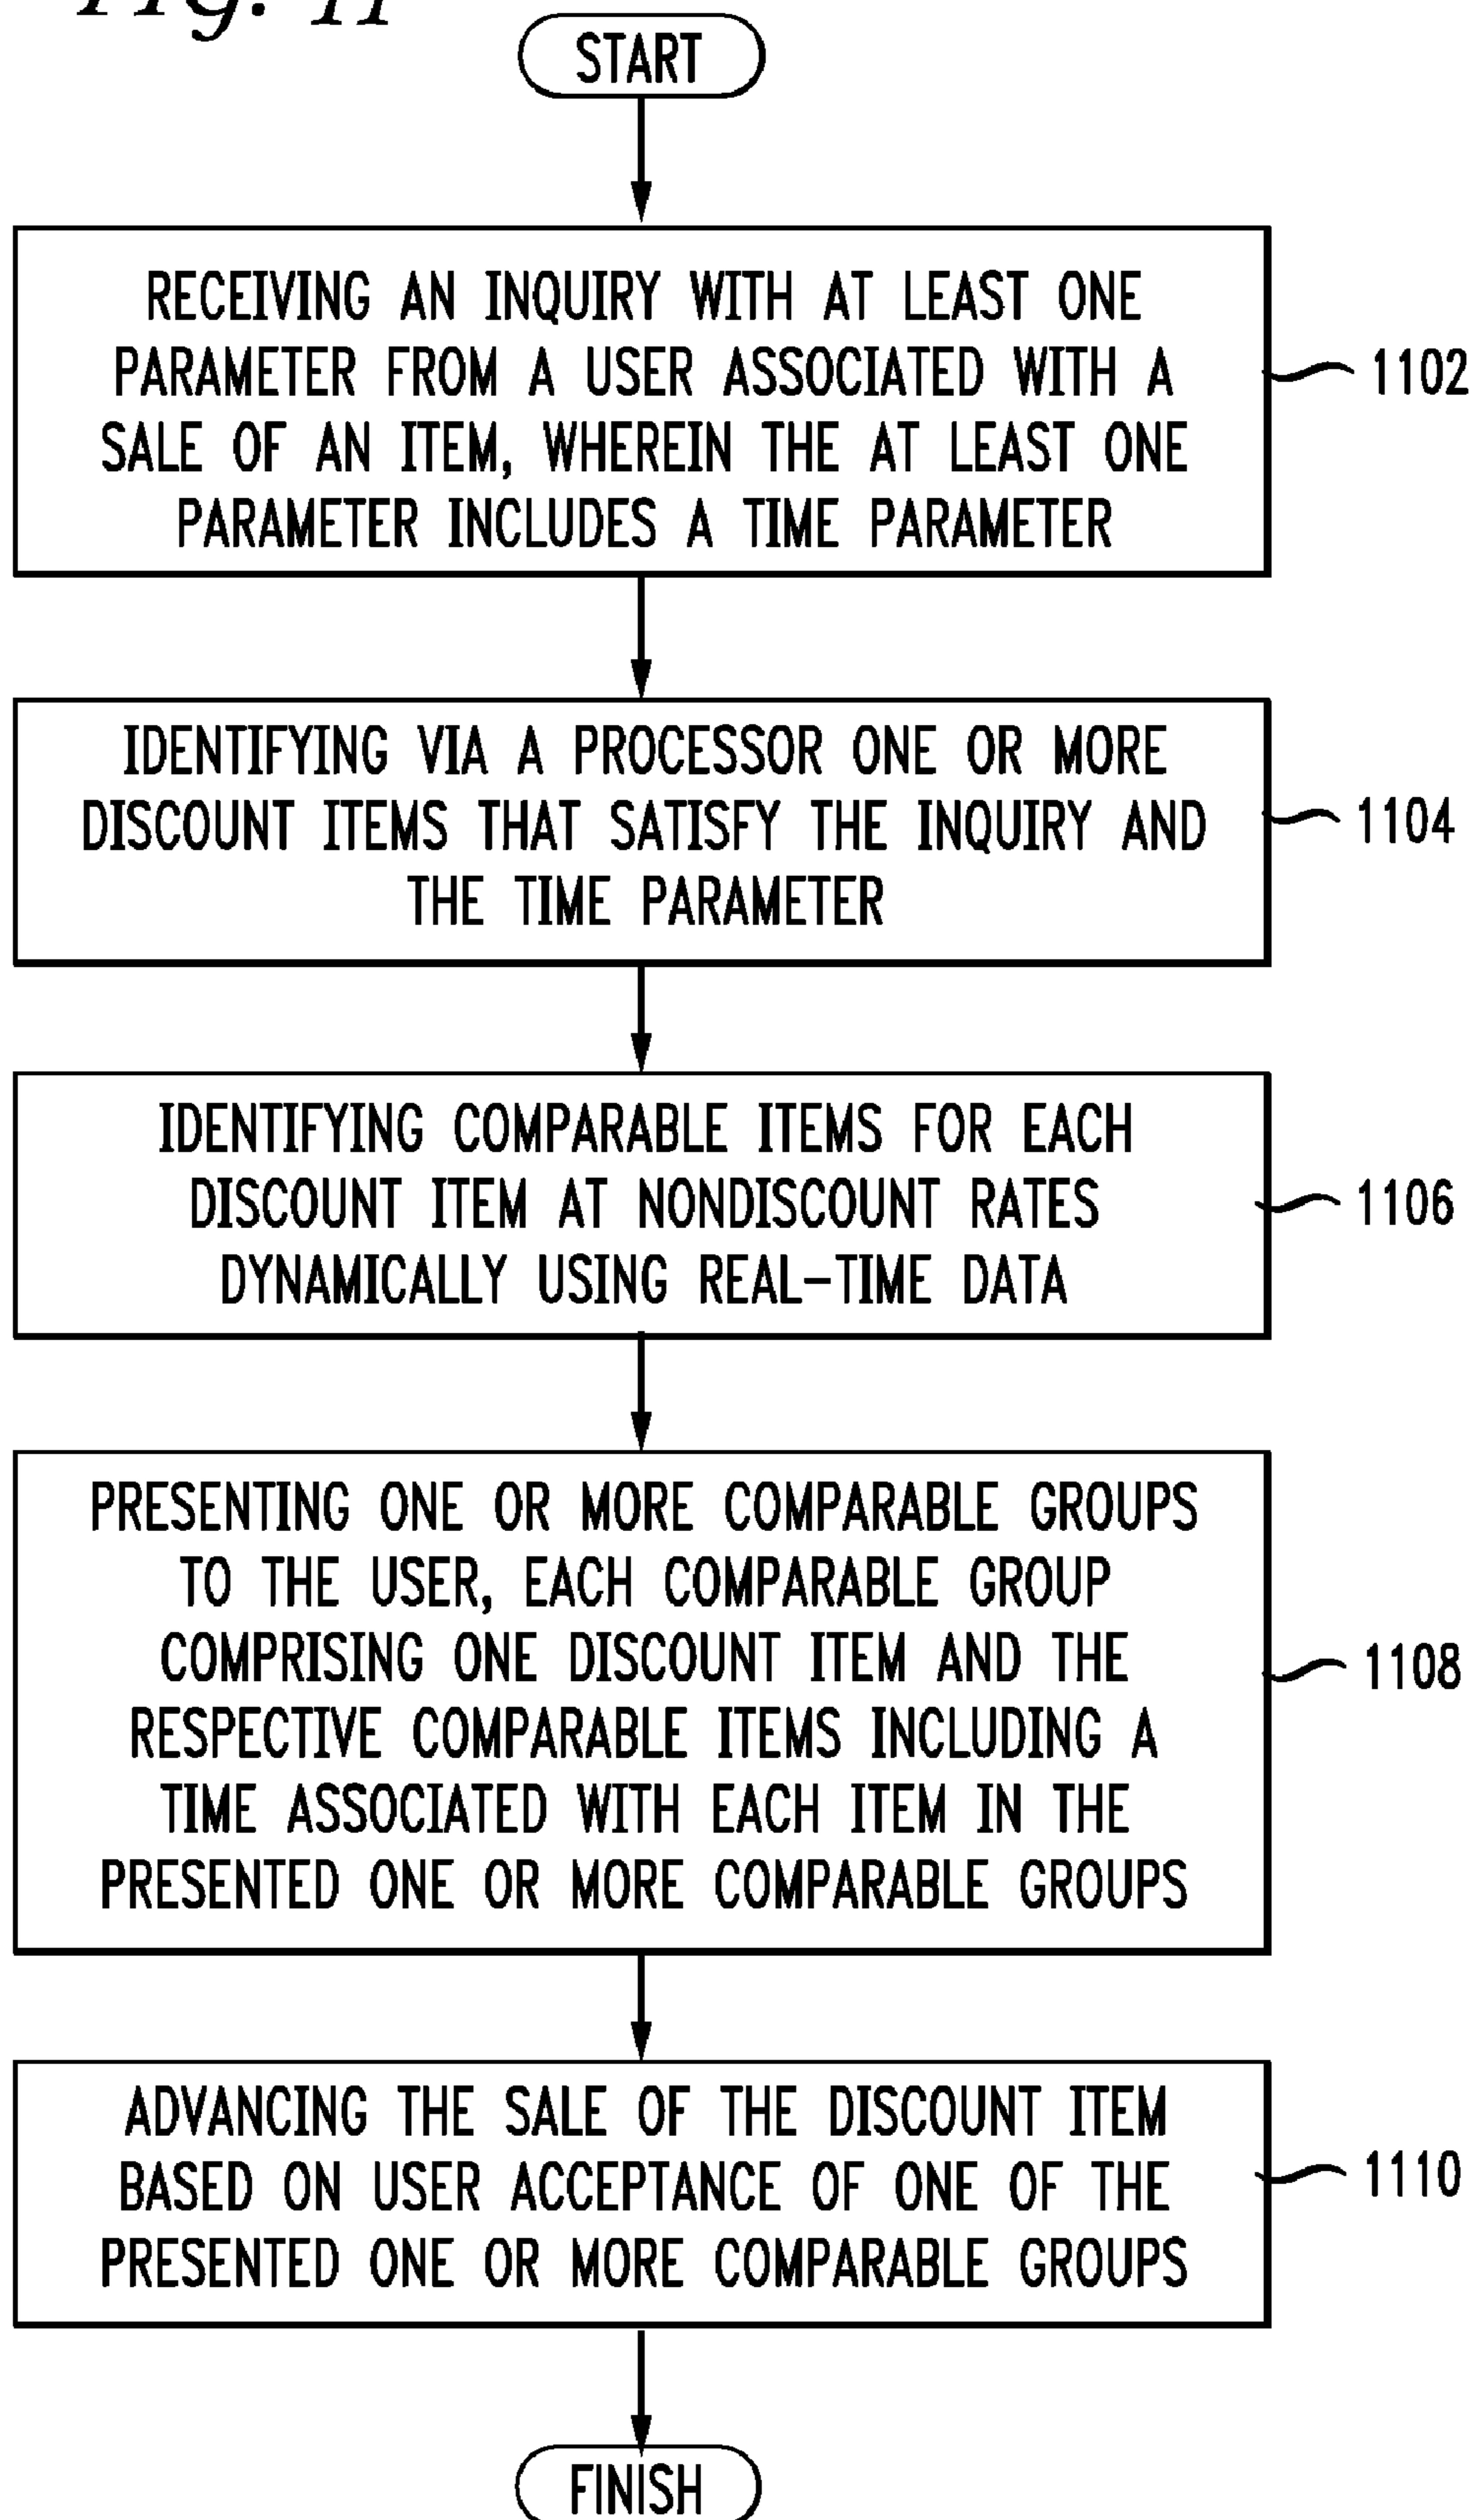 Fig. 11
START
RECEIVING AN INQUIRY WITH AT LEAST ONE
PARAMETER FROM A USER ASSOCIATED WITH A
SALE OF AN ITEM, WHEREIN THE AT LEAST ONE
PARAMETER INCLUDES A TIME PARAMETER
1102
IDENTIFYING VIA A PROCESSOR ONE OR MORE
DISCOUNT ITEMS THAT SATISFY THE INQUIRY AND
THE TIME PARAMETER
1104
IDENTIFYING COMPARABLE ITEMS FOR EACH
DISCOUNT ITEM AT NONDISCOUNT RATES
DYNAMICALLY USING REAL-TIME DATA
1106
PRESENTING ONE OR MORE COMPARABLE GROUPS
TO THE USER, EACH COMPARABLE GROUP
COMPRISING ONE DISCOUNT ITEM AND THE
RESPECTIVE COMPARABLE ITEMS INCLUDING A
TIME ASSOCIATED WITH EACH ITEM IN THE
PRESENTED ONE OR MORE COMPARABLE GROUPS
1108
ADVANCING THE SALE OF THE DISCOUNT ITEM
BASED ON USER ACCEPTANCE OF ONE OF THE
PRESENTED ONE OR MORE COMPARABLE GROUPS
1110
FINISH